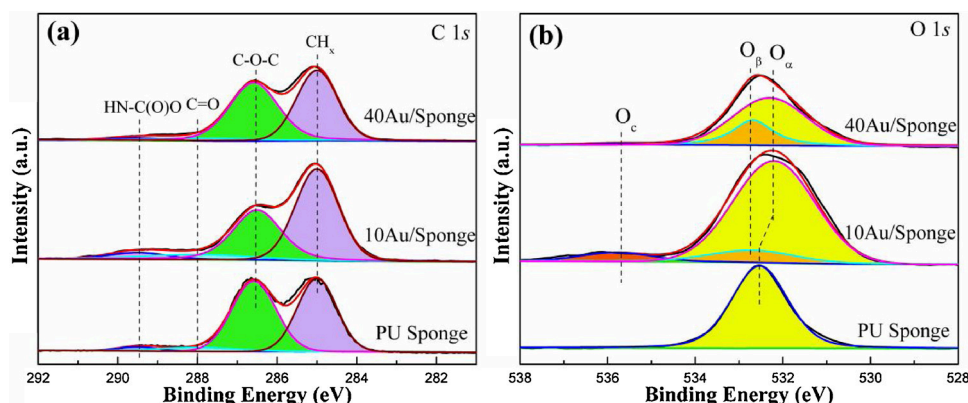 (a)
C 1s
CHₓ
C-O-C
HN-C(O)O
C=O
40Au/Sponge
10Au/Sponge
PU Sponge
Intensity (a.u.)
292 290 288 286 284 282
Binding Energy (eV)
(b)
O 1s
Oβ Oα
Oc
40Au/Sponge
10Au/Sponge
PU Sponge
Intensity (a.u.)
538 536 534 532 530 528
Binding Energy (eV)